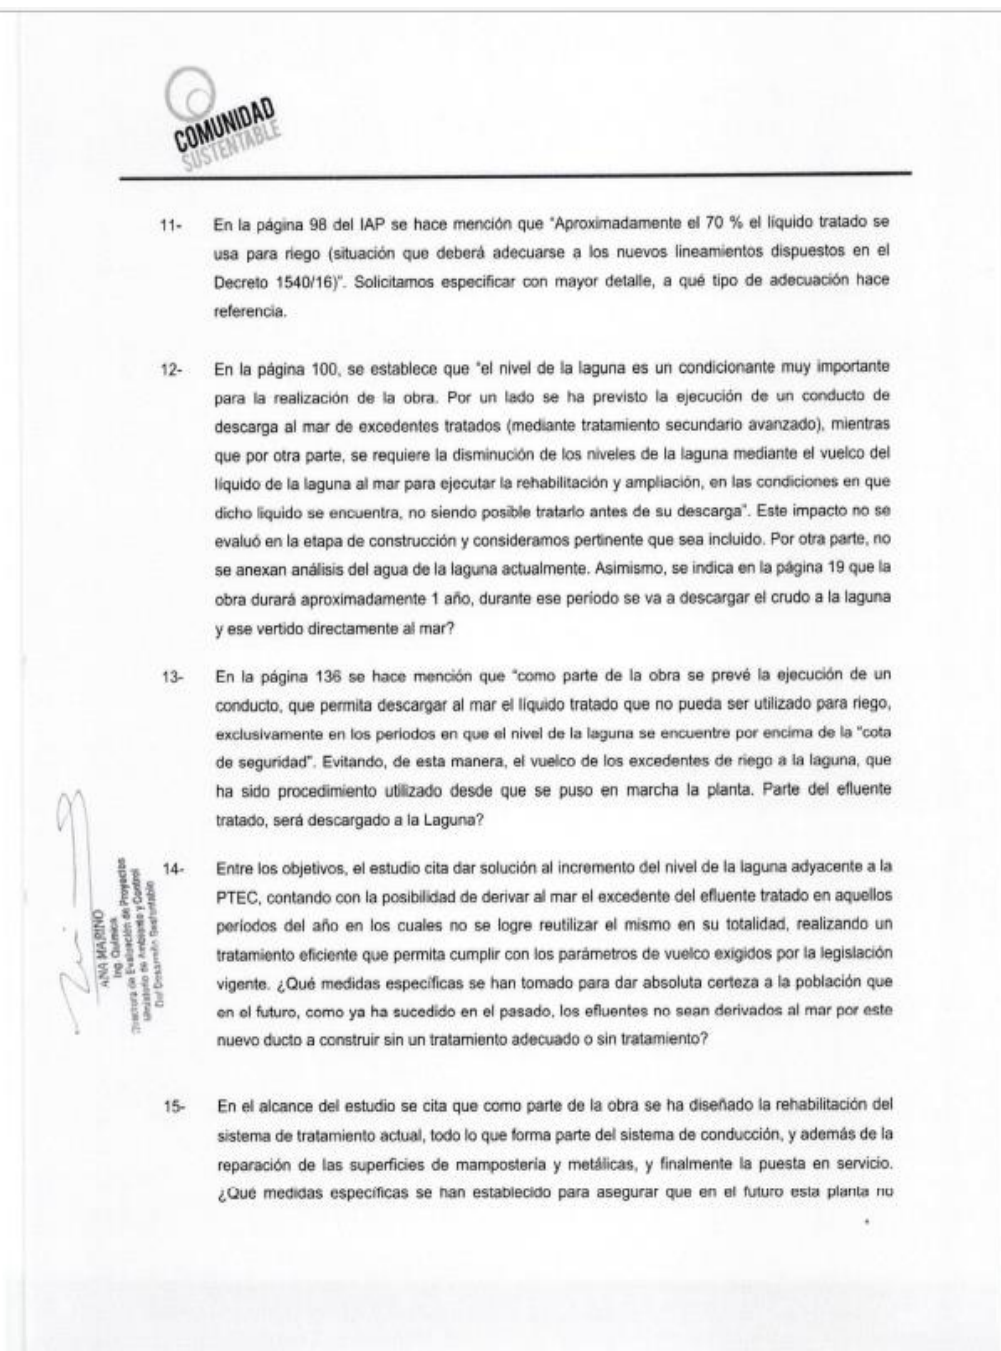 COMUNIDAD
SUSTENTABLE
11- En la página 98 del IAP se hace mención que "Aproximadamente el 70 % el líquido tratado se
usa para riego (situación que deberá adecuarse a los nuevos lineamientos dispuestos en el
Decreto 1540/16)". Solicitamos especificar con mayor detalle, a qué tipo de adecuación hace
referencia.
12- En la página 100, se establece que "el nivel de la laguna es un condicionante muy importante
para la realización de la obra. Por un lado se ha previsto la ejecución de un conducto de
descarga al mar de excedentes tratados (mediante tratamiento secundario avanzado), mientras
que por otra parte, se requiere la disminución de los niveles de la laguna mediante el vuelco del
líquido de la laguna al mar para ejecutar la rehabilitación y ampliación, en las condiciones en que
dicho líquido se encuentra, no siendo posible tratarlo antes de su descarga". Este impacto no se
evaluó en la etapa de construcción y consideramos pertinente que sea incluido. Por otra parte, no
se anexan análisis del agua de la laguna actualmente. Asimismo, se indica en la página 19 que la
obra durará aproximadamente 1 año, durante ese período se va a descargar el crudo a la laguna
y ese vertido directamente al mar?
13- En la página 136 se hace mención que "como parte de la obra se prevé la ejecución de un
conducto, que permita descargar al mar el líquido tratado que no pueda ser utilizado para riego,
exclusivamente en los periodos en que el nivel de la laguna se encuentre por encima de la "cota
de seguridad". Evitando, de esta manera, el vuelco de los excedentes de riego a la laguna, que
ha sido procedimiento utilizado desde que se puso en marcha la planta. Parte del efluente
tratado, será descargado a la Laguna?
14- Entre los objetivos, el estudio cita dar solución al incremento del nivel de la laguna adyacente a la
PTEC, contando con la posibilidad de derivar al mar el excedente del efluente tratado en aquellos
períodos del año en los cuales no se logre reutilizar el mismo en su totalidad, realizando un
tratamiento eficiente que permita cumplir con los parámetros de vuelco exigidos por la legislación
vigente. ¿Qué medidas específicas se han tomado para dar absoluta certeza a la población que
en el futuro, como ya ha sucedido en el pasado, los efluentes no sean derivados al mar por este
nuevo ducto a construir sin un tratamiento adecuado o sin tratamiento?
ANA MARINO
Ing. Química
Directora de Evaluación de Proyectos
Ministerio de Ambiente y Control
Del Desarrollo Sustentable
15- En el alcance del estudio se cita que como parte de la obra se ha diseñado la rehabilitación del
sistema de tratamiento actual, todo lo que forma parte del sistema de conducción, y además de la
reparación de las superficies de mampostería y metálicas, y finalmente la puesta en servicio.
¿Qué medidas específicas se han establecido para asegurar que en el futuro esta planta no